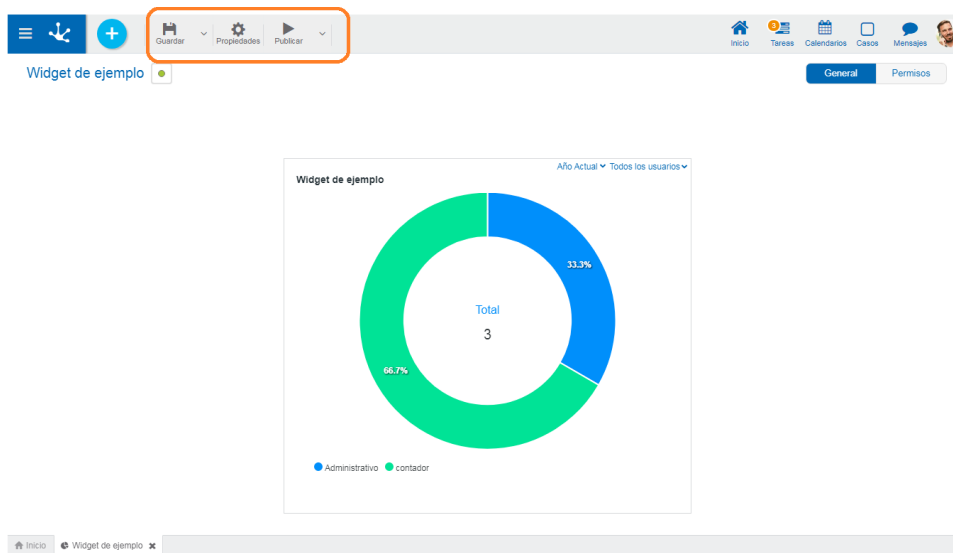 Guardar Propiedades Publicar Inicio 3 Tareas Calendarios Casos Mensajes
Widget de ejemplo General Permisos
Año Actual Todos los usuarios
Widget de ejemplo
33.3%
Total
3
66.7%
Administrativo contador
Inicio Widget de ejemplo